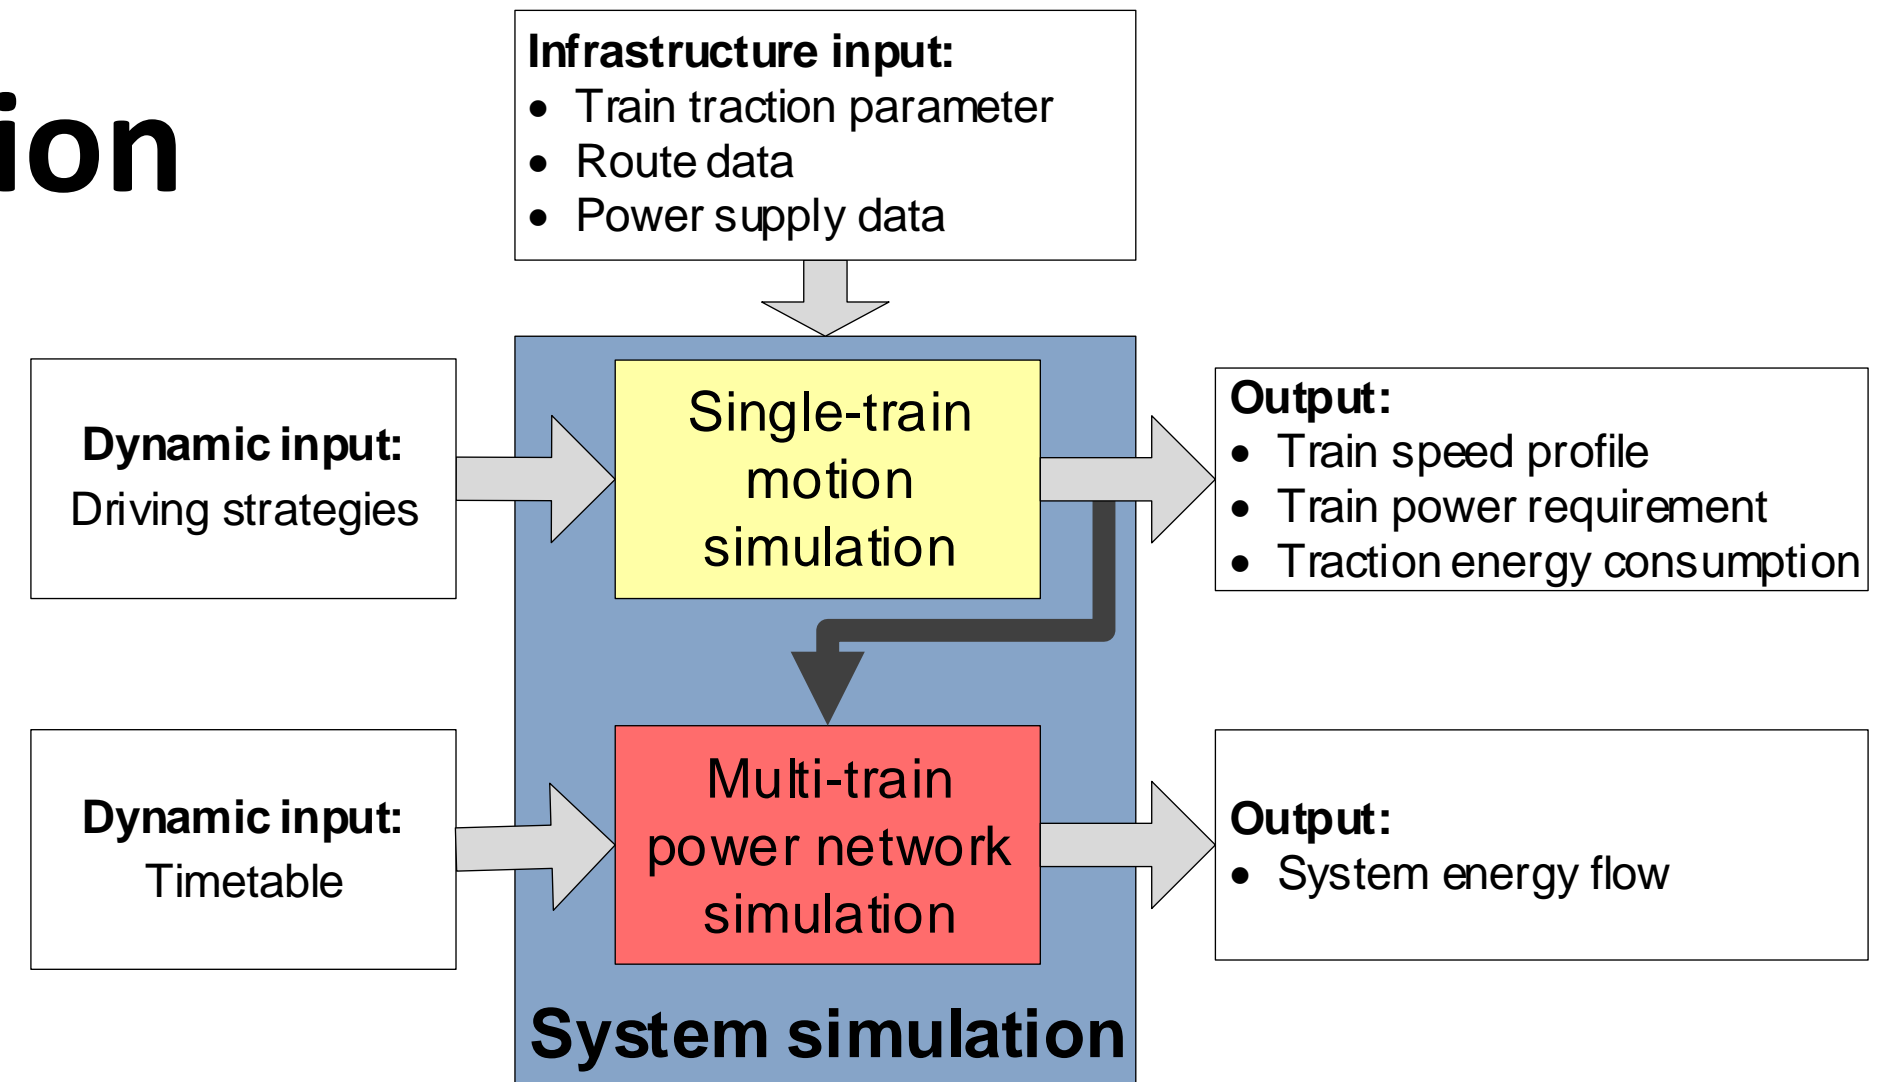 ion
Infrastructure input:
• Train traction parameter
• Route data
• Power supply data
Dynamic input:
Driving strategies
Single-train
motion
simulation
Output:
• Train speed profile
• Train power requirement
• Traction energy consumption
Dynamic input:
Timetable
Multi-train
power network
simulation
Output:
• System energy flow
System simulation